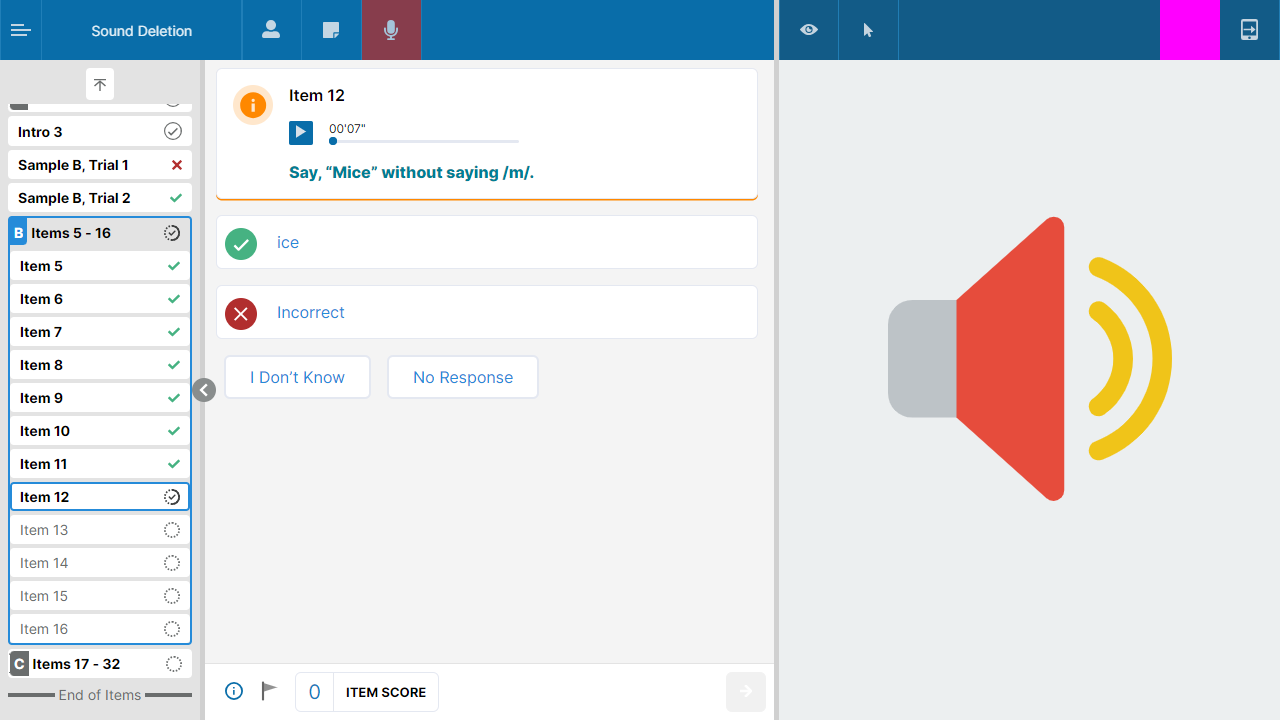 Sound Deletion
Intro 3
Sample B, Trial 1
Sample B, Trial 2
B Items 5 - 16
Item 5
Item 6
Item 7
Item 8
Item 9
Item 10
Item 11
Item 12
Item 13
Item 14
Item 15
Item 16
C Items 17 - 32
End of Items
Item 12
00'07"
Say, “Mice” without saying /m/.
ice
Incorrect
I Don’t Know
No Response
0 ITEM SCORE